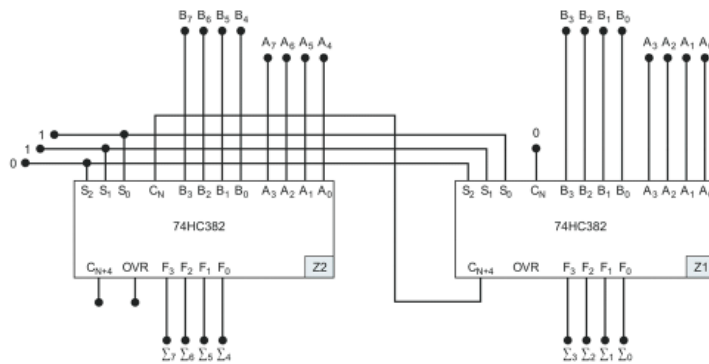 B7 B6 B5 B4
A7 A6 A5 A4
B3 B2 B1 B0
A3 A2 A1
1
1
0
0
S2 S1 S0 CN B3 B2 B1 B0 A3 A2 A1 A0
74HC382
CN+4 OVR F3 F2 F1 F0
Z2
Σ7 Σ6 Σ5 Σ4
S2 S1 S0 CN B3 B2 B1 B0 A3 A2 A1
74HC382
CN+4 OVR F3 F2 F1 F0
Z1
Σ3 Σ2 Σ1 Σ0